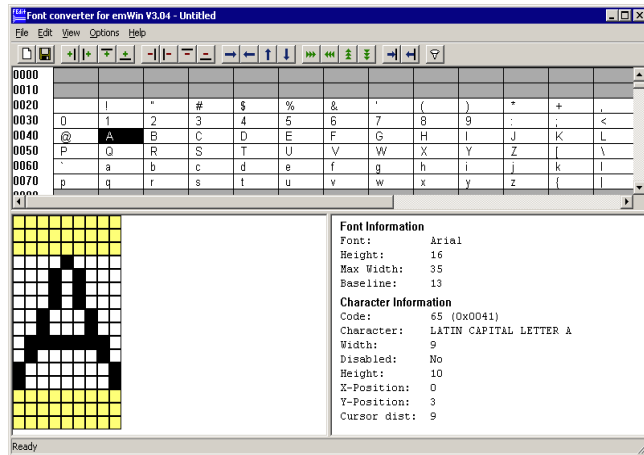 Font converter for emWin V3.04 - Untitled
File Edit View Options Help
0000
0010
0020 ! " # $ % & ' ( ) * + ,
0030 0 1 2 3 4 5 6 7 8 9 : ; <
0040 @ A B C D E F G H I J K L
0050 P Q R S T U V W X Y Z [ \
0060 ` a b c d e f g h i j k l
0070 p q r s t u v w x y z { |
Font Information
Font: Arial
Height: 16
Max Width: 35
Baseline: 13
Character Information
Code: 65 (0x0041)
Character: LATIN CAPITAL LETTER A
Width: 9
Disabled: No
Height: 10
X-Position: 0
Y-Position: 3
Cursor dist: 9
Ready